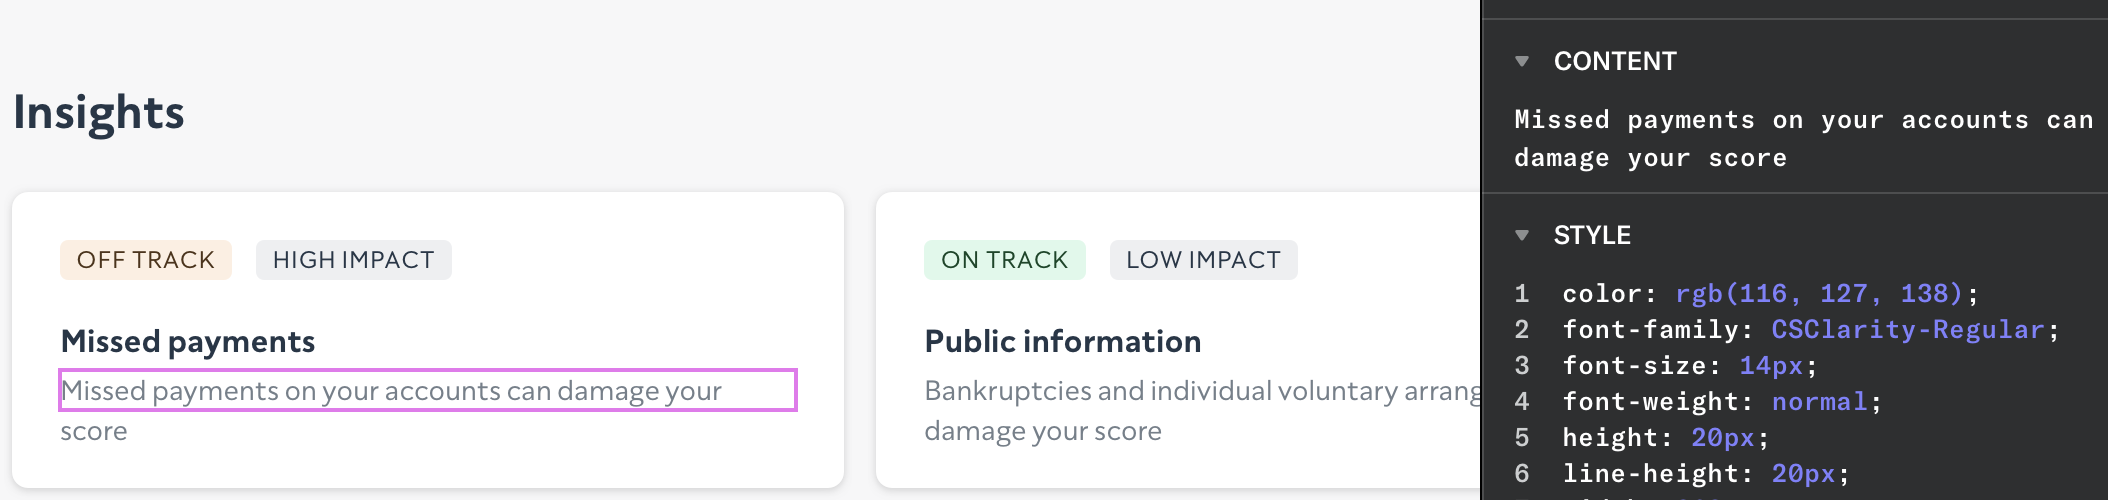 Insights
OFF TRACK
HIGH IMPACT
Missed payments
Missed payments on your accounts can damage your
score
ON TRACK
LOW IMPACT
Public information
Bankruptcies and individual voluntary arrang
damage your score
CONTENT
Missed payments on your accounts can
damage your score
STYLE
1 color: rgb(116, 127, 138);
2 font-family: CSClarity-Regular;
3 font-size: 14px;
4 font-weight: normal;
5 height: 20px;
6 line-height: 20px;